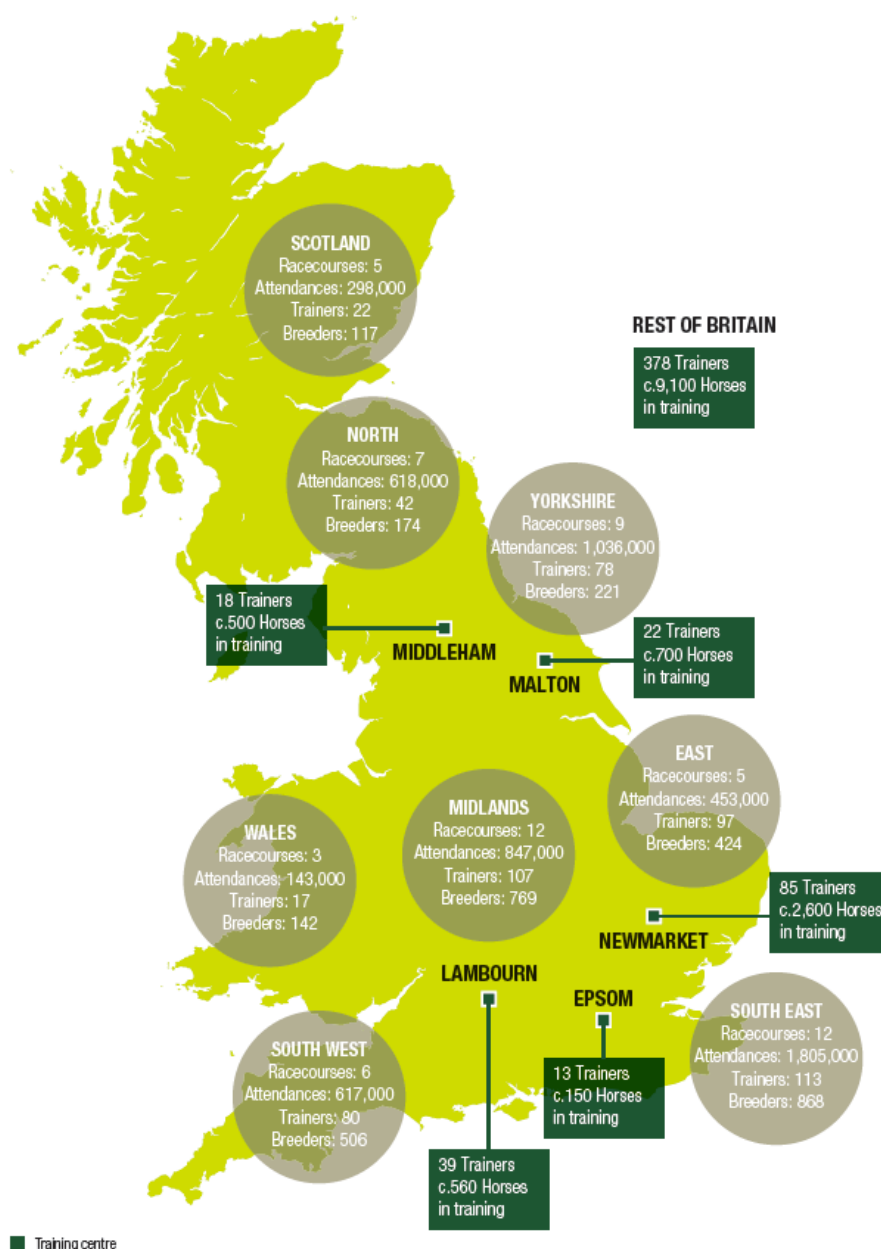 SCOTLAND
Racecourses: 5
Attendances: 298,000
Trainers: 22
Breeders: 117
REST OF BRITAIN
378 Trainers
c.9,100 Horses
in training
NORTH
Racecourses: 7
Attendances: 618,000
Trainers: 42
Breeders: 174
YORKSHIRE
Racecourses: 9
Attendances: 1,036,000
Trainers: 78
Breeders: 221
18 Trainers
c.500 Horses
in training
MIDDLEHAM
22 Trainers
c.700 Horses
in training
MALTON
EAST
Racecourses: 5
Attendances: 453,000
Trainers: 97
Breeders: 424
MIDLANDS
Racecourses: 12
Attendances: 847,000
Trainers: 107
Breeders: 769
WALES
Racecourses: 3
Attendances: 143,000
Trainers: 17
Breeders: 142
85 Trainers
c.2,600 Horses
in training
NEWMARKET
LAMBOURN
EPSOM
SOUTH EAST
Racecourses: 12
Attendances: 1,805,000
Trainers: 113
Breeders: 868
SOUTH WEST
Racecourses: 6
Attendances: 617,000
Trainers: 80
Breeders: 506
13 Trainers
c.150 Horses
in training
39 Trainers
c.560 Horses
in training
Training centre